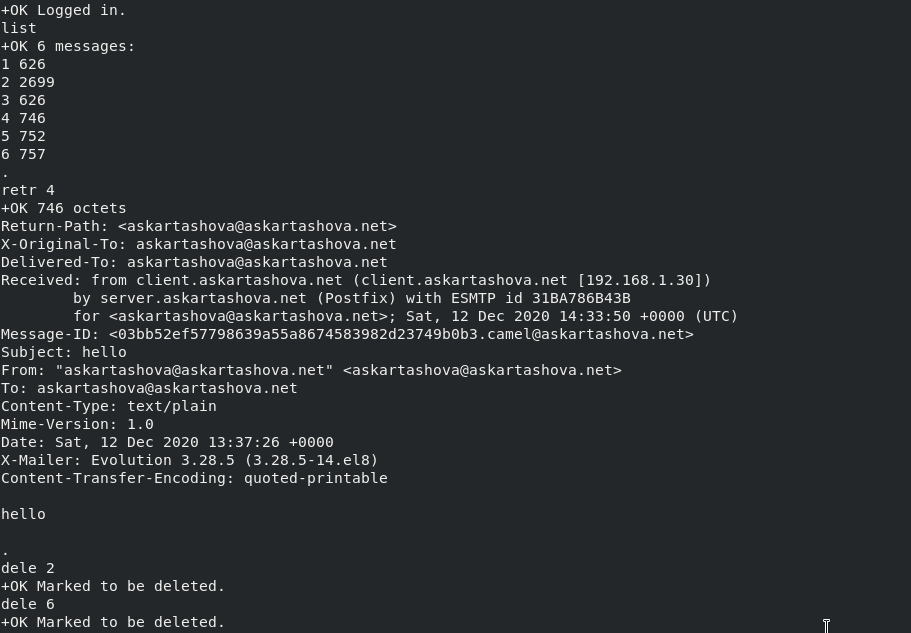 +OK Logged in.
list
+OK 6 messages:
1 626
2 2699
3 626
4 746
5 752
6 757
.
retr 4
+OK 746 octets
Return-Path: <askartashova@askartashova.net>
X-Original-To: askartashova@askartashova.net
Delivered-To: askartashova@askartashova.net
Received: from client.askartashova.net (client.askartashova.net [192.168.1.30])
        by server.askartashova.net (Postfix) with ESMTP id 31BA786B43B
        for <askartashova@askartashova.net>; Sat, 12 Dec 2020 14:33:50 +0000 (UTC)
Message-ID: <03bb52ef57798639a55a8674583982d23749b0b3.camel@askartashova.net>
Subject: hello
From: "askartashova@askartashova.net" <askartashova@askartashova.net>
To: askartashova@askartashova.net
Content-Type: text/plain
Mime-Version: 1.0
Date: Sat, 12 Dec 2020 13:37:26 +0000
X-Mailer: Evolution 3.28.5 (3.28.5-14.el8)
Content-Transfer-Encoding: quoted-printable

hello

.
dele 2
+OK Marked to be deleted.
dele 6
+OK Marked to be deleted.